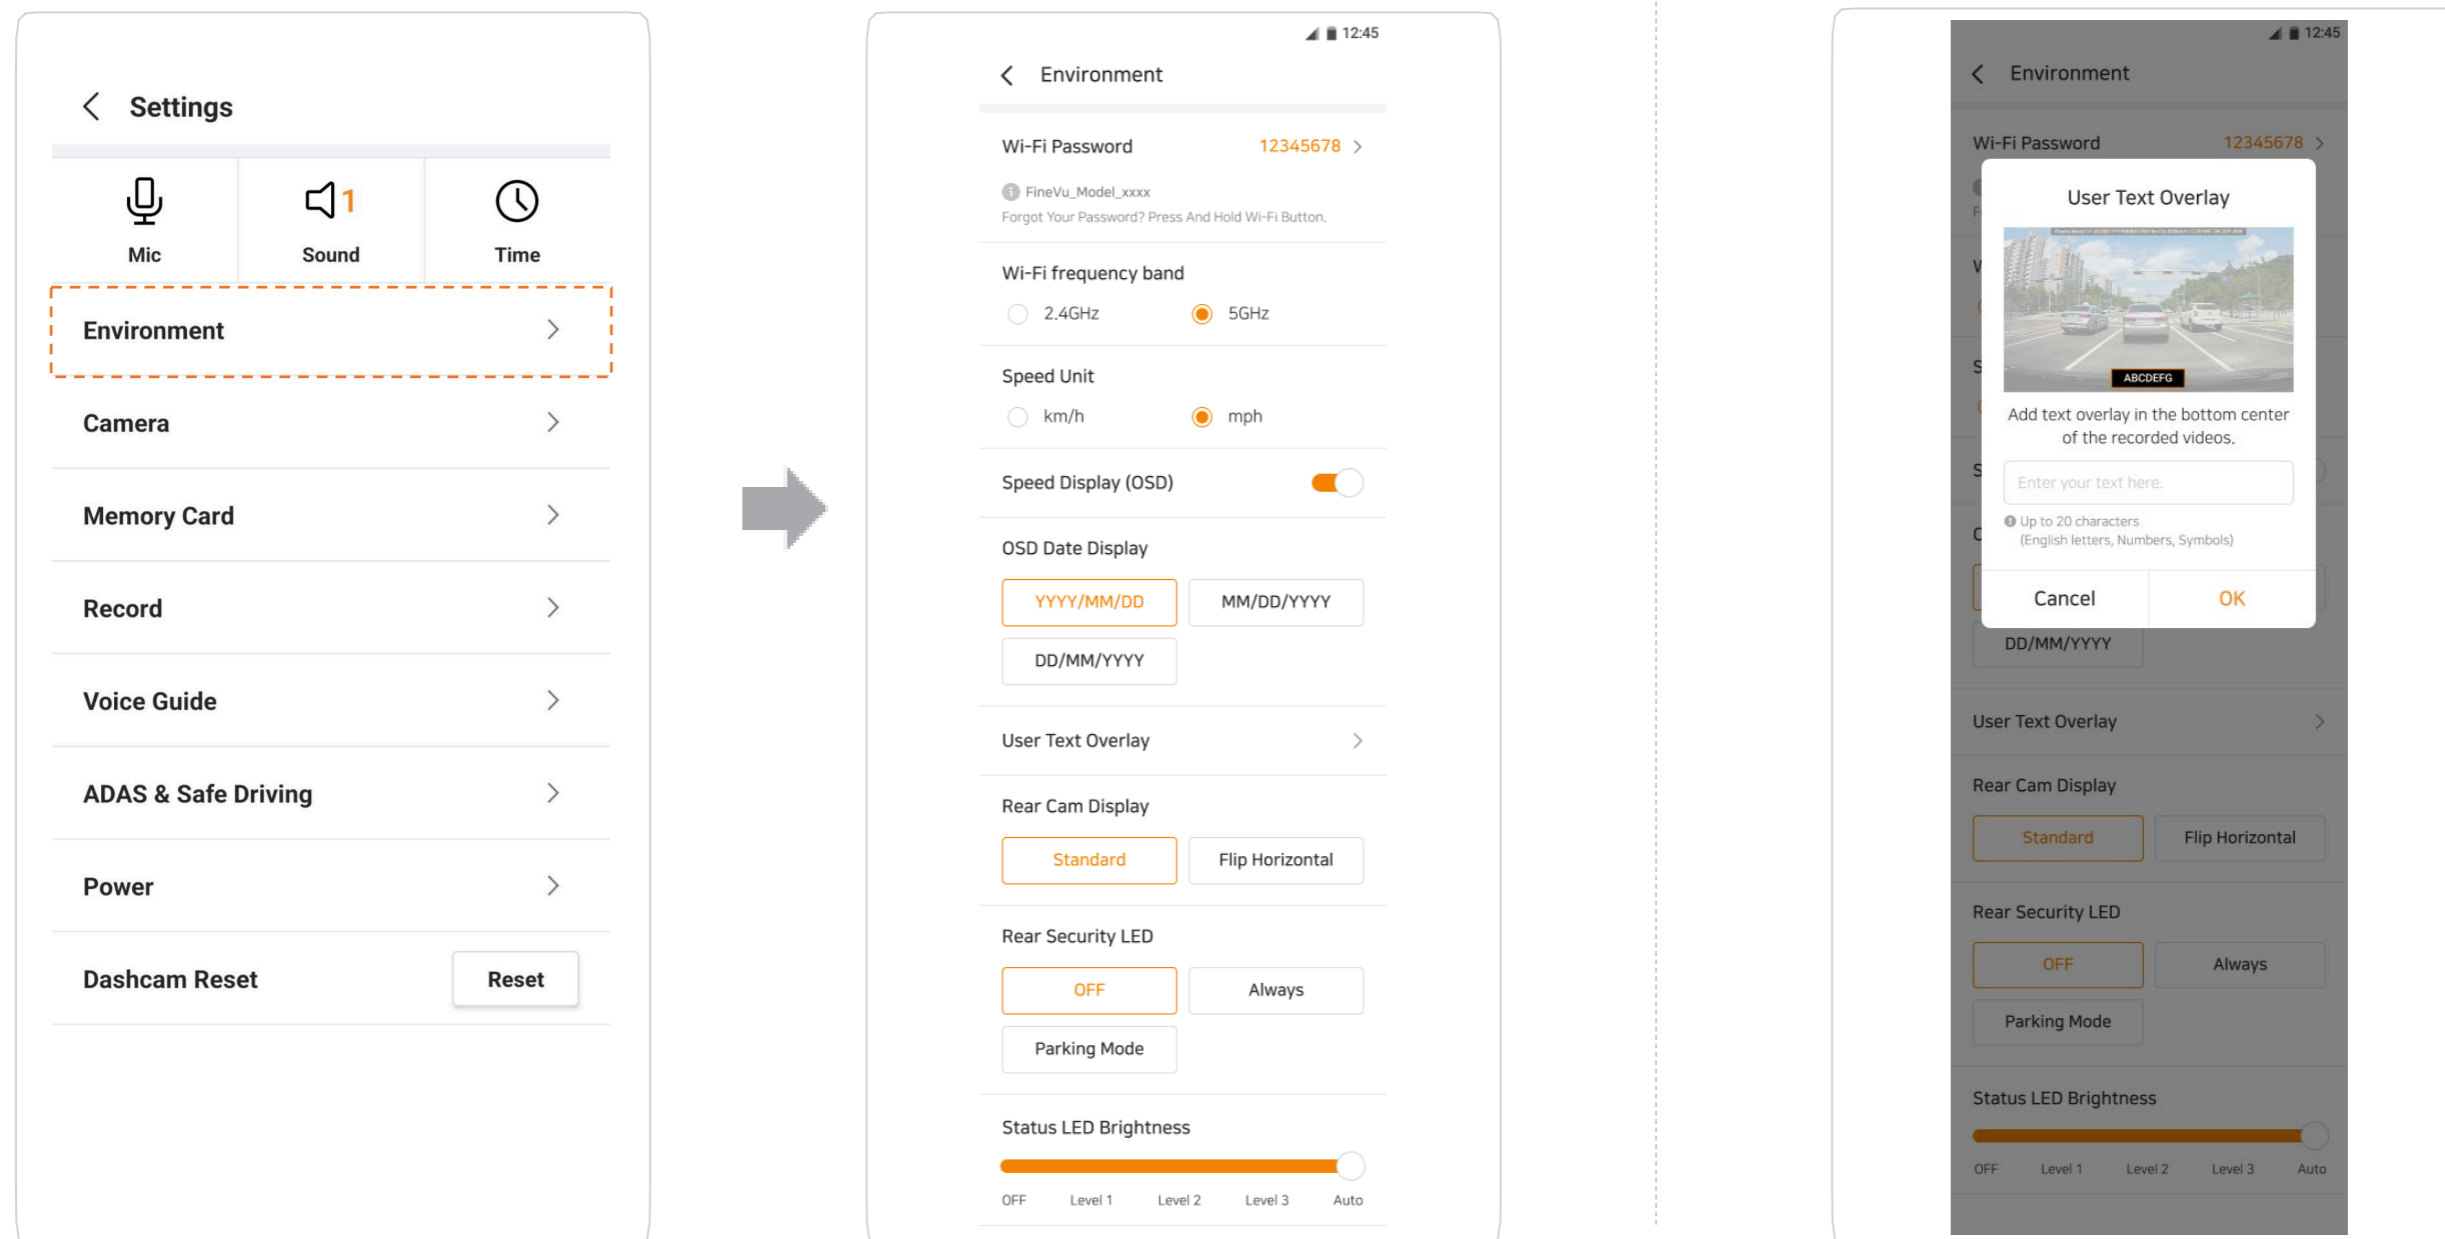 Settings
1
Mic
Sound
Time
Environment
Camera
Memory Card
Record
Voice Guide
ADAS & Safe Driving
Power
Dashcam Reset
Reset
12:45
Environment
Wi-Fi Password
12345678
FineVu_Model_xxxx
Forgot Your Password? Press And Hold Wi-Fi Button.
Wi-Fi frequency band
2.4GHz
5GHz
Speed Unit
km/h
mph
Speed Display (OSD)
OSD Date Display
YYYY/MM/DD
MM/DD/YYYY
DD/MM/YYYY
User Text Overlay
Rear Cam Display
Standard
Flip Horizontal
Rear Security LED
OFF
Always
Parking Mode
Status LED Brightness
OFF
Level 1
Level 2
Level 3
Auto
12:45
Environment
Wi-Fi Password
12345678
User Text Overlay
ABCDEFG
Add text overlay in the bottom center
of the recorded videos.
Enter your text here.
Up to 20 characters
(English letters, Numbers, Symbols)
Cancel
OK
DD/MM/YYYY
User Text Overlay
Rear Cam Display
Standard
Flip Horizontal
Rear Security LED
OFF
Always
Parking Mode
Status LED Brightness
OFF
Level 1
Level 2
Level 3
Auto